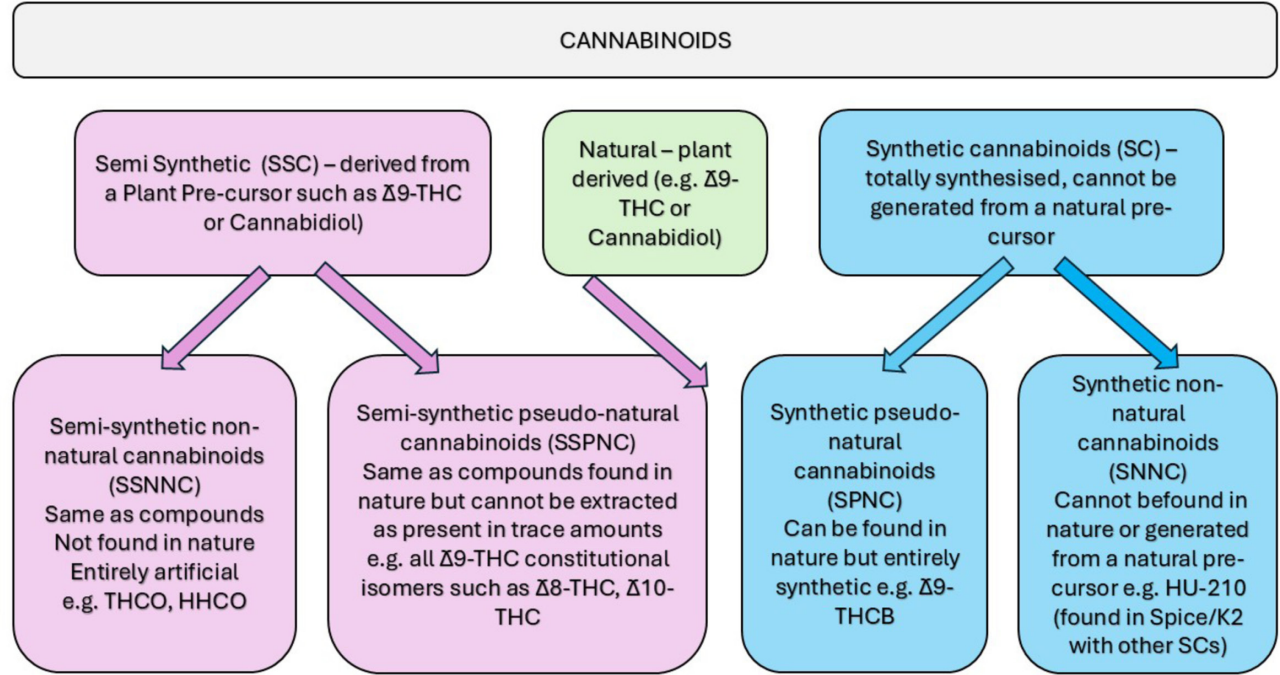 CANNABINOIDS
Semi Synthetic (SSC) – derived from
a Plant Pre-cursor such as Δ9-THC
or Cannabidiol)
Natural – plant
derived (e.g. Δ9-
THC or
Cannabidiol)
Synthetic cannabinoids (SC) –
totally synthesised, cannot be
generated from a natural pre-
cursor
Semi-synthetic non-
natural cannabinoids
(SSNNC)
Same as compounds
Not found in nature
Entirely artificial
e.g. THCO, HHCO
Semi-synthetic pseudo-natural
cannabinoids (SSPNC)
Same as compounds found in
nature but cannot be extracted
as present in trace amounts
e.g. all Δ9-THC constitutional
isomers such as Δ8-THC, Δ10-
THC
Synthetic pseudo-
natural
cannabinoids
(SPNC)
Can be found in
nature but entirely
synthetic e.g. Δ9-
THCB
Synthetic non-
natural
cannabinoids
(SNNC)
Cannot befound in
nature or generated
from a natural pre-
cursor e.g. HU-210
(found in Spice/K2
with other SCs)